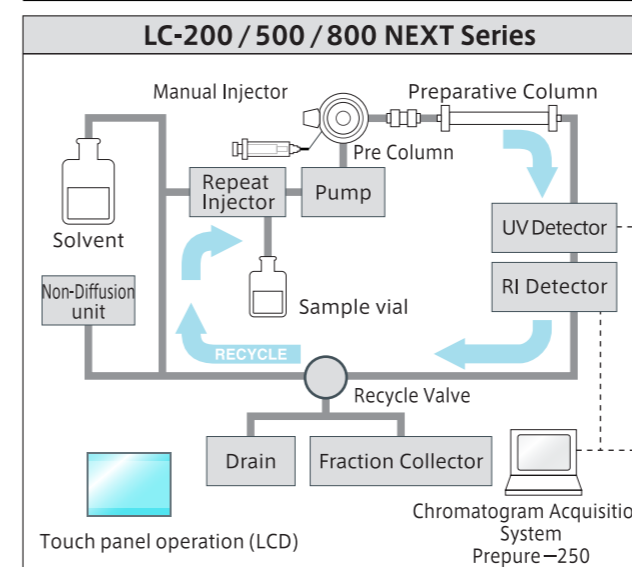 LC-200 / 500 / 800 NEXT Series
Manual Injector
Preparative Column
Pre Column
Repeat
Injector
Pump
Solvent
UV Detector
Non-Diffusion
unit
Sample vial
RI Detector
RECYCLE
Recycle Valve
Drain
Fraction Collector
Touch panel operation (LCD)
Chromatogram Acquisitio
System
Prepure−250